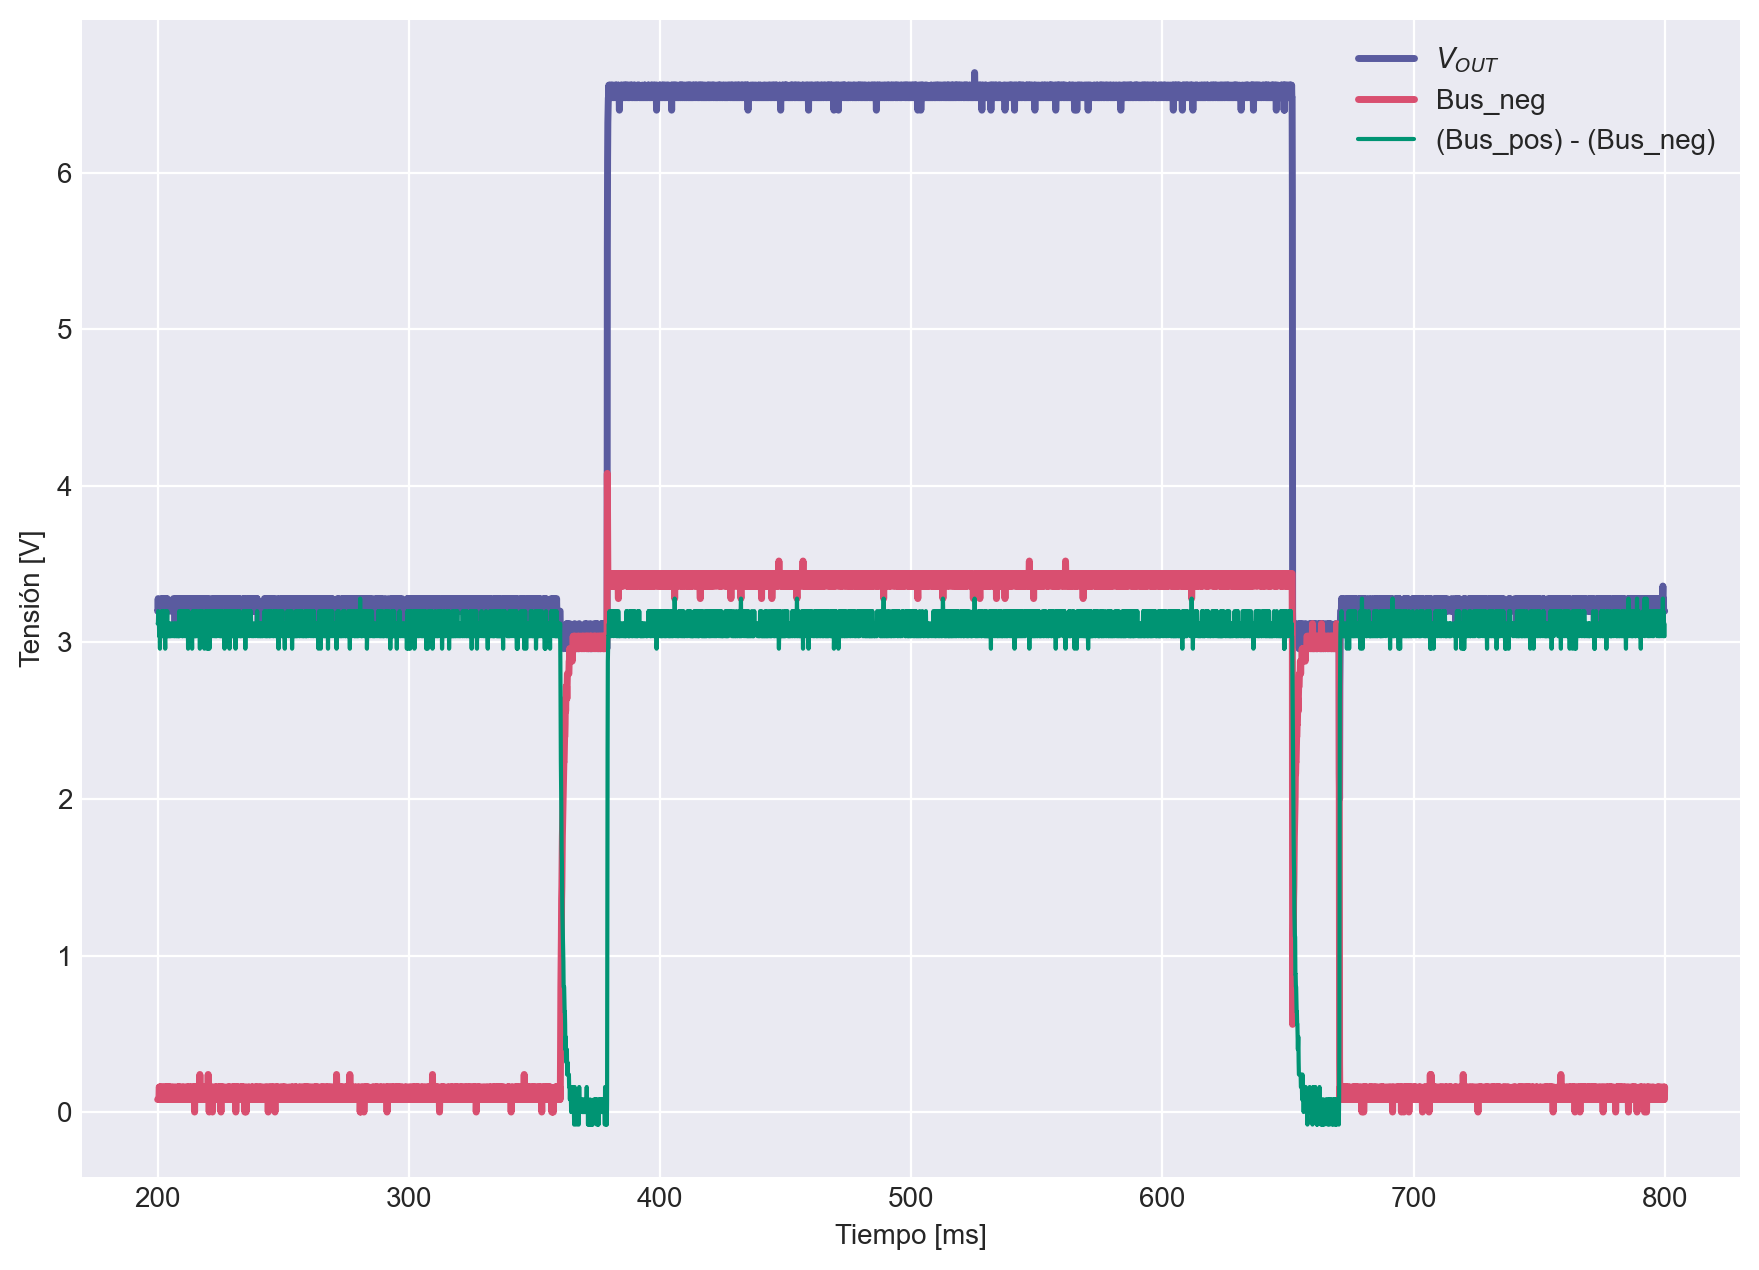 V_OUT
Bus_neg
(Bus_pos) - (Bus_neg)
6
5
4
3
2
1
0
Tensión [V]
200 300 400 500 600 700 800
Tiempo [ms]